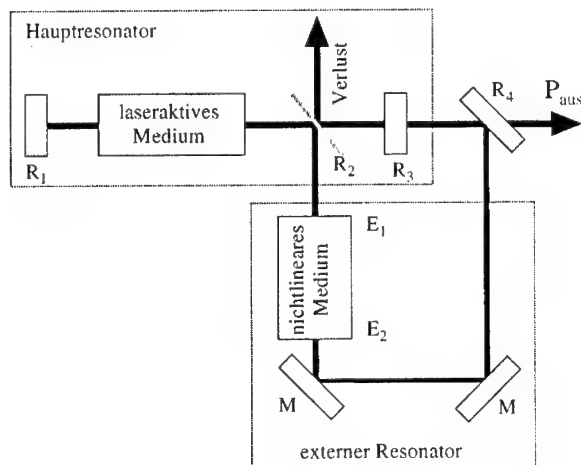 Hauptresonator
laseraktives
Medium
Verlust
R₁
R₂
R₃
R₄
Pₐᵤₛ
nichtlineares
Medium
E₁
E₂
M
M
externer Resonator